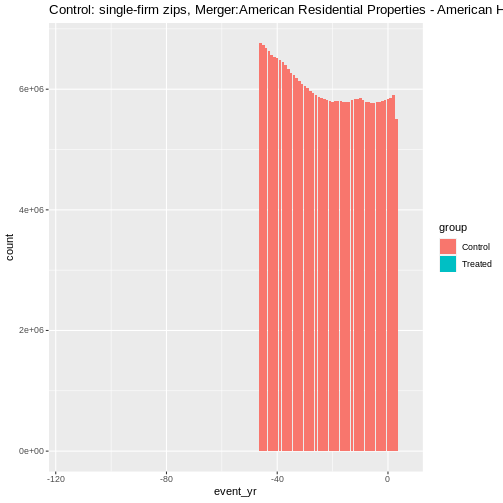 Control: single-firm zips, Merger:American Residential Properties - American H
6e+06
4e+06
2e+06
0e+00
count
-120
-80
-40
0
event_yr
group
Control
Treated